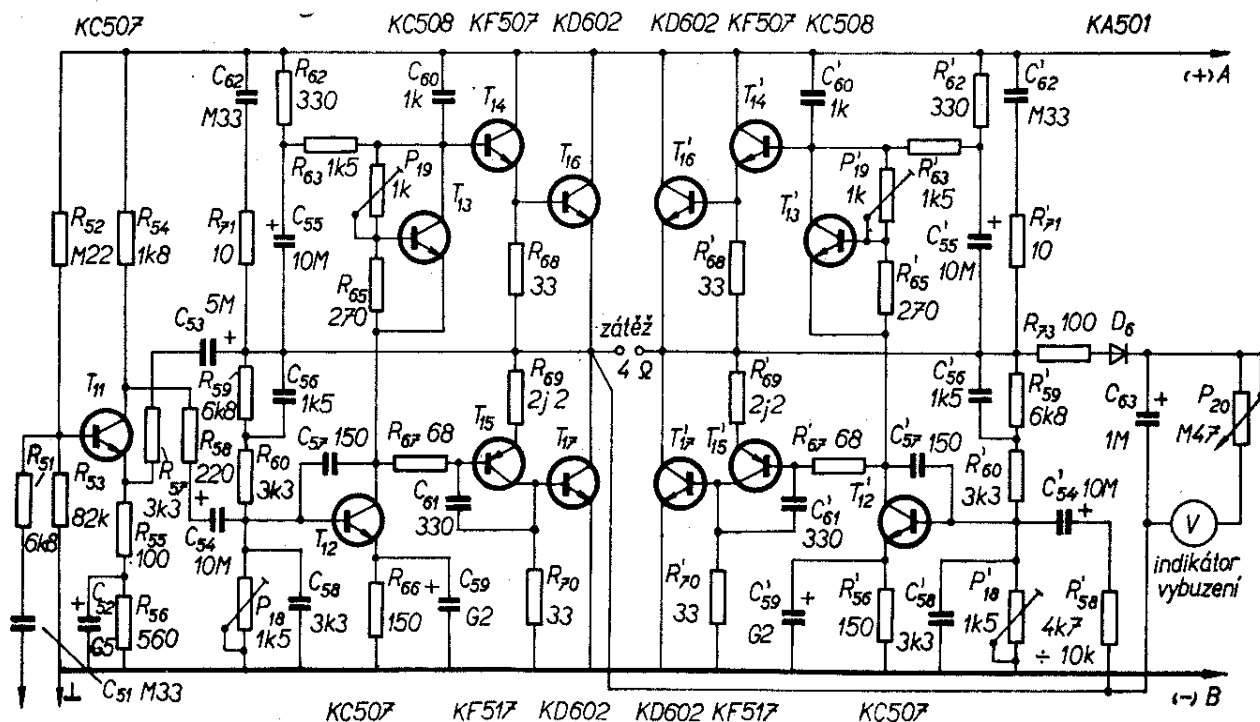 KC507 KC508 KF507 KD602 KD602 KF507 KC508 KA501
(+)A
C62 M33
R62 330
C60 1k
T14
T'14
C'60 1k
R'62 330
C'62 M33
R63 1k5
P19 1k
T13
T16
T'16
P'19 1k
R'63 1k5
T'13
R52 M22
R54 1k8
R71 10
C55 10M
R65 270
R68 33
R'68 33
R'65 270
C'55 10M
R'71 10
C53 5M
zátěž
4 Ω
R73 100
D6
T11
R59 6k8
C56 1k5
R69 2j2
R'69 2j2
C'56 1k5
R'59 6k8
C63 1M
P20 M47
R51 6k8
R53 82k
R57 3k3
R58 220
R60 3k3
C57 150
R67 68
T15
T17
T'17
T'15
R'67 68
C'57 150
R'60 3k3
C'54 10M
C54 10M
T12
C61 330
C'61 330
T'12
V
indikátor
vybuzení
R55 100
C52 G5
R56 560
P18 1k5
C58 3k3
R66 150
C59 G2
R70 33
R'70 33
C'59 G2
R'56 150
C'58 3k3
P'18 1k5
R'58 4k7
÷ 10k
⊥
C51 M33
(–) B
KC507 KF517 KD602 KD602 KF517 KC507